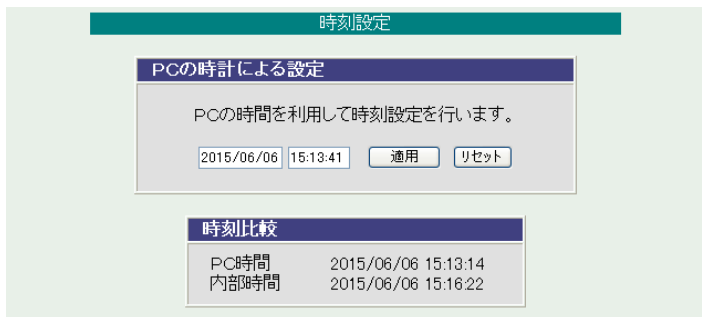 時刻設定
PCの時計による設定
PCの時間を利用して時刻設定を行います。
2015/06/06 15:13:41 適用 リセット
時刻比較
PC時間 2015/06/06 15:13:14
内部時間 2015/06/06 15:16:22